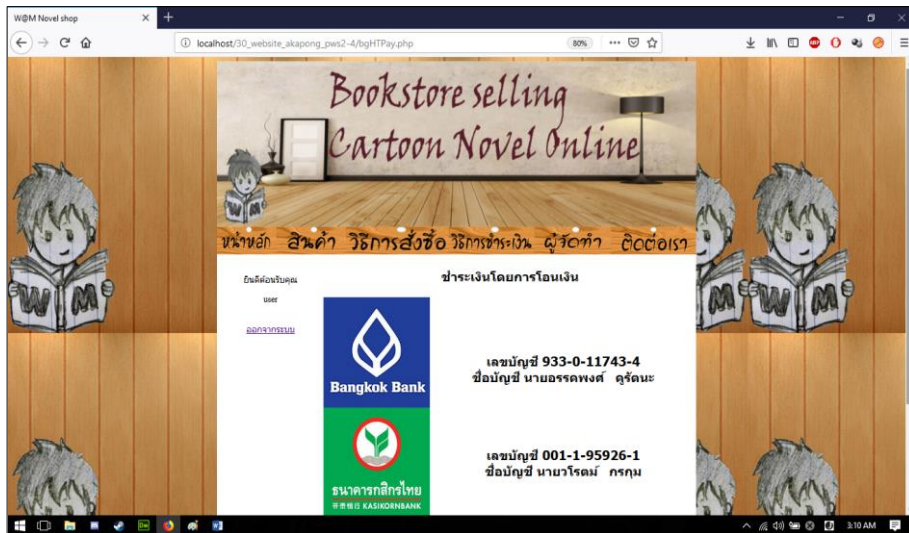 W@M Novel shop
localhost/30_website_akapong_pws2-4/bgHTPay.php
80%
Bookstore selling
Cartoon Novel Online
W M
หน้าหลัก สินค้า วิธีการสั่งซื้อ วิธีการชำระเงิน ผู้จัดทำ ติดต่อเรา
ยินดีต้อนรับคุณ
user
ออกจากระบบ
ชำระเงินโดยการโอนเงิน
Bangkok Bank
เลขบัญชี 933-0-11743-4
ชื่อบัญชี นายอรรคพงศ์ ดูรัตนะ
ธนาคารกสิกรไทย
KASIKORNBANK
เลขบัญชี 001-1-95926-1
ชื่อบัญชี นายวโรตม์ กรกุม
W M
W M
W M
3:10 AM